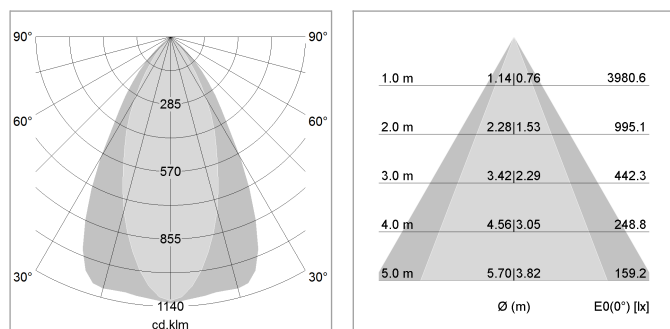 90° 90°
285
60° 60°
570
855
30° 30°
1140
cd.klm
1.0 m 1.14|0.76 3980.6
2.0 m 2.28|1.53 995.1
3.0 m 3.42|2.29 442.3
4.0 m 4.56|3.05 248.8
5.0 m 5.70|3.82 159.2
Ø (m) E0(0°) [lx]